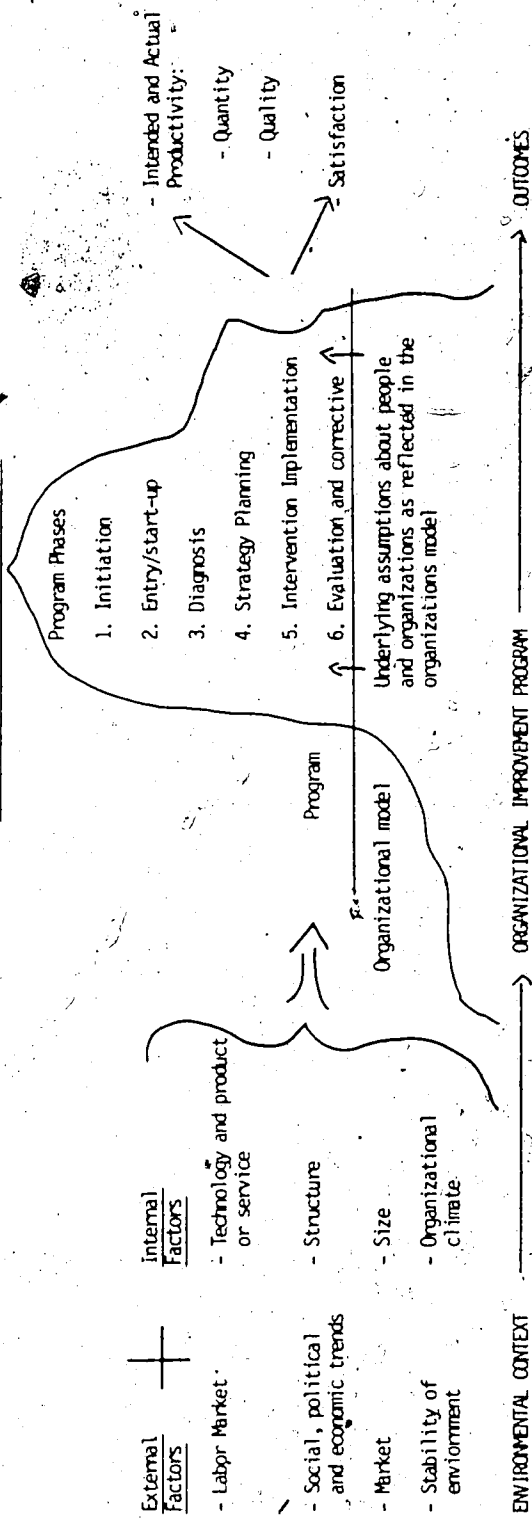 External
Factors
- Labor Market
- Social, political
and economic trends
- Market
- Stability of
enviornment
Internal
Factors
- Technology and product
or service
- Structure
- Size
- Organizational
climate
Program
Organizational model
Program Phases
1. Initiation
2. Entry/start-up
3. Diagnosis
4. Strategy Planning
5. Intervention Implementation
6. Evaluation and corrective
Underlying assumptions about people
and organizations as reflected in the
organizations model
- Intended and Actual
Productivity:
- Quantity
- Quality
- Satisfaction
ENVIRONMENTAL CONTEXT
ORGANIZATIONAL IMPROVEMENT PROGRAM
OUTCOMES